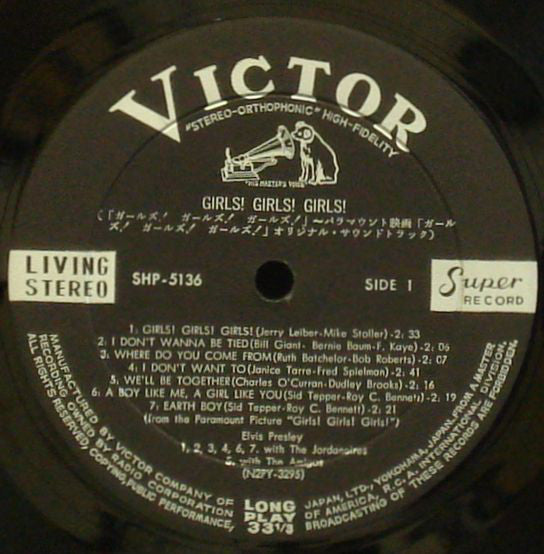 VICTOR
"STEREO-ORTHOPHONIC" HIGH-FIDELITY
"HIS MASTER'S VOICE"
GIRLS! GIRLS! GIRLS!
(「ガールズ! ガールズ! ガールズ!」〜パラマウント映画「ガール
ズ! ガールズ! ガールズ!」オリジナル・サウンドトラック)
LIVING
STEREO
SHP-5136
SIDE 1
Super
RECORD
1: GIRLS! GIRLS! GIRLS!(Jerry Leiber-Mike Stoller)-2: 33
2: I DON'T WANNA BE TIED(Bill Giant- Bernie Baum-F. Kaye)-2: 06
3: WHERE DO YOU COME FROM(Ruth Batchelor-Bob Roberts)-2: 07
4: I DON'T WANT TO(Janice Tarre-Fred Spielman)-2: 41
5: WE'LL BE TOGETHER(Charles O'Curran-Dudley Brooks)-2: 16
6: A BOY LIKE ME, A GIRL LIKE YOU(Sid Tepper-Roy C. Bennett)-2: 19
7: EARTH BOY(Sid Tepper-Roy C. Bennett)-2: 21
(from the Paramount Picture "Girls! Girls! Girls!")
Elvis Presley
1, 2, 3, 4, 6, 7. with The Jordanaires
5. with The Amigos
(N2PY-3295)
LONG
PLAY
33⅓
MANUFACTURED BY VICTOR COMPANY OF JAPAN, LTD., YOKOHAMA, JAPAN, FROM A MASTER
RECORDING OWNED BY RADIO CORPORATION OF AMERICA, R.C.A. INTERNATIONAL DIVISION.
ALL RIGHTS RESERVED, COPYING, PUBLIC PERFORMANCE, BROADCASTING OF THESE RECORDS ARE FORBIDDEN.